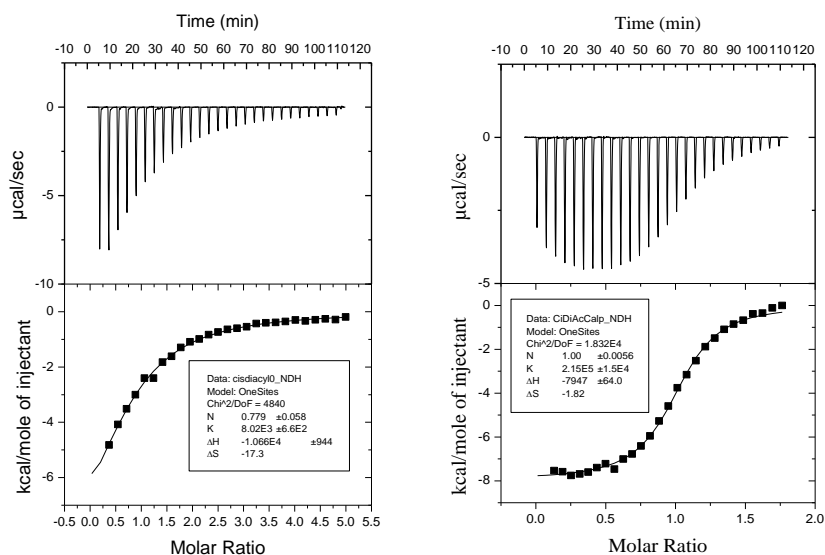 Time (min)
-10 0 10 20 30 40 50 60 70 80 90 100 110 120
0
-5
-10
µcal/sec
0
-2
-4
-6
kcal/mole of injectant
Data: cisdiacyl0_NDH
Model: OneSites
Chi^2/DoF = 4840
N 0.779 ±0.058
K 8.02E3 ±6.6E2
ΔH -1.066E4 ±944
ΔS -17.3
-0.5 0.0 0.5 1.0 1.5 2.0 2.5 3.0 3.5 4.0 4.5 5.0 5.5
Molar Ratio
Time (min)
-10 0 10 20 30 40 50 60 70 80 90 100 110 120
0
-5
µcal/sec
0
-2
-4
-6
-8
kcal/mole of injectant
Data: CiDiAcCalp_NDH
Model: OneSites
Chi^2/DoF = 1.832E4
N 1.00 ±0.0056
K 2.15E5 ±1.5E4
ΔH -7947 ±64.0
ΔS -1.82
0.0 0.5 1.0 1.5 2.0
Molar Ratio